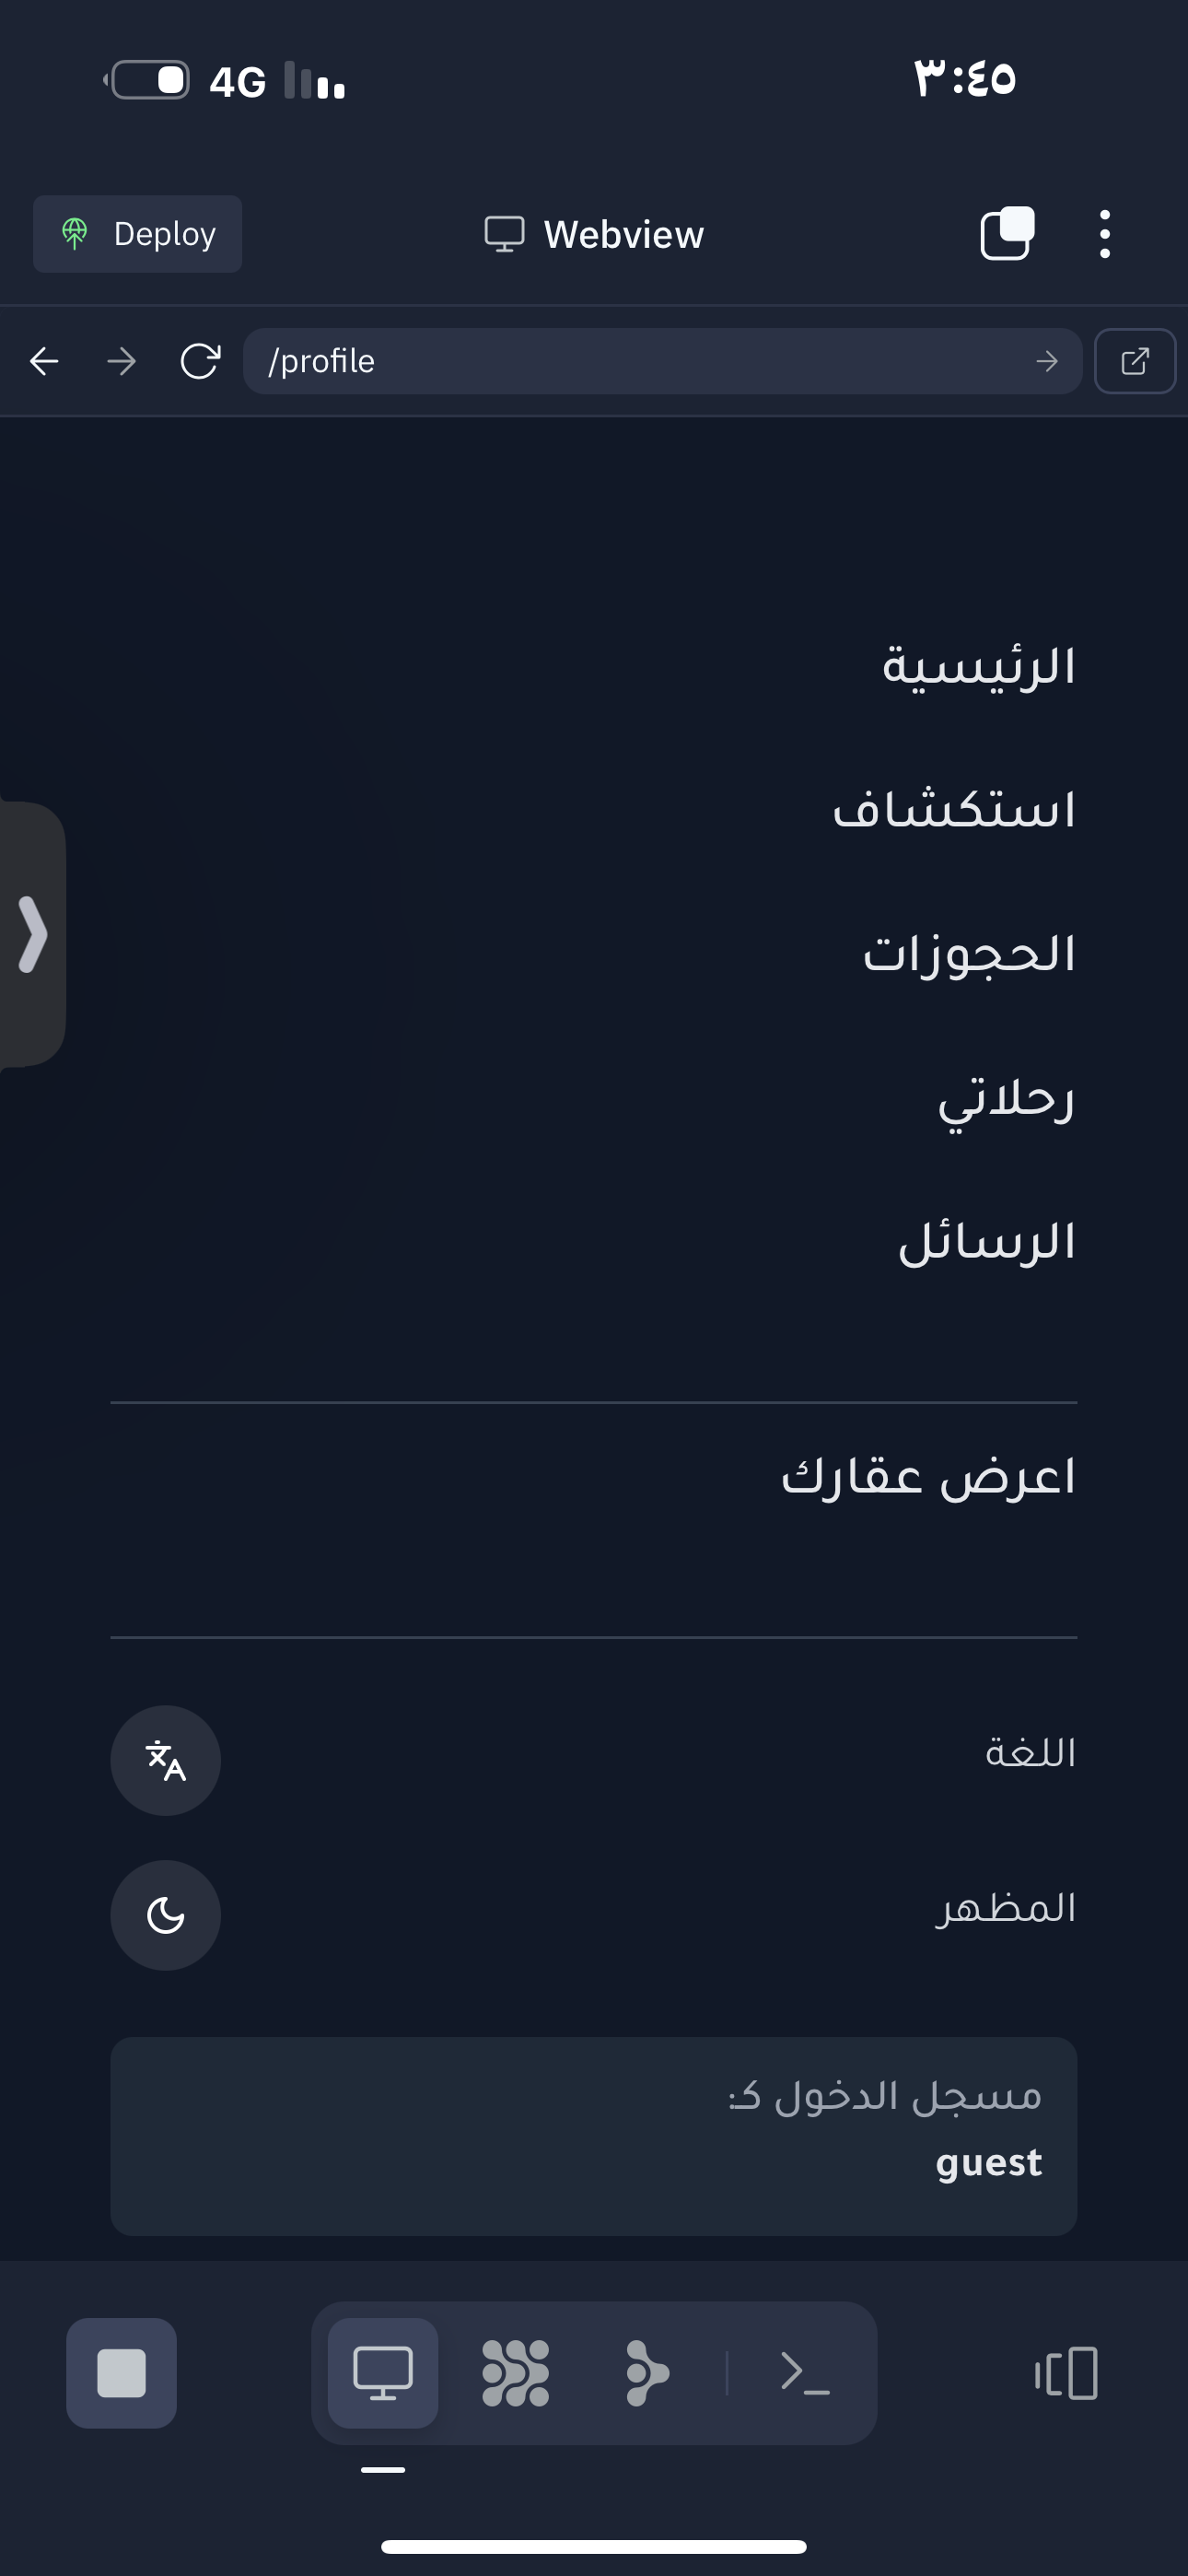 ٣:٤٥
4G
Deploy
Webview
/profile
الرئيسية
استكشاف
الحجوزات
رحلاتي
الرسائل
اعرض عقارك
اللغة
المظهر
مسجل الدخول كـ:
guest